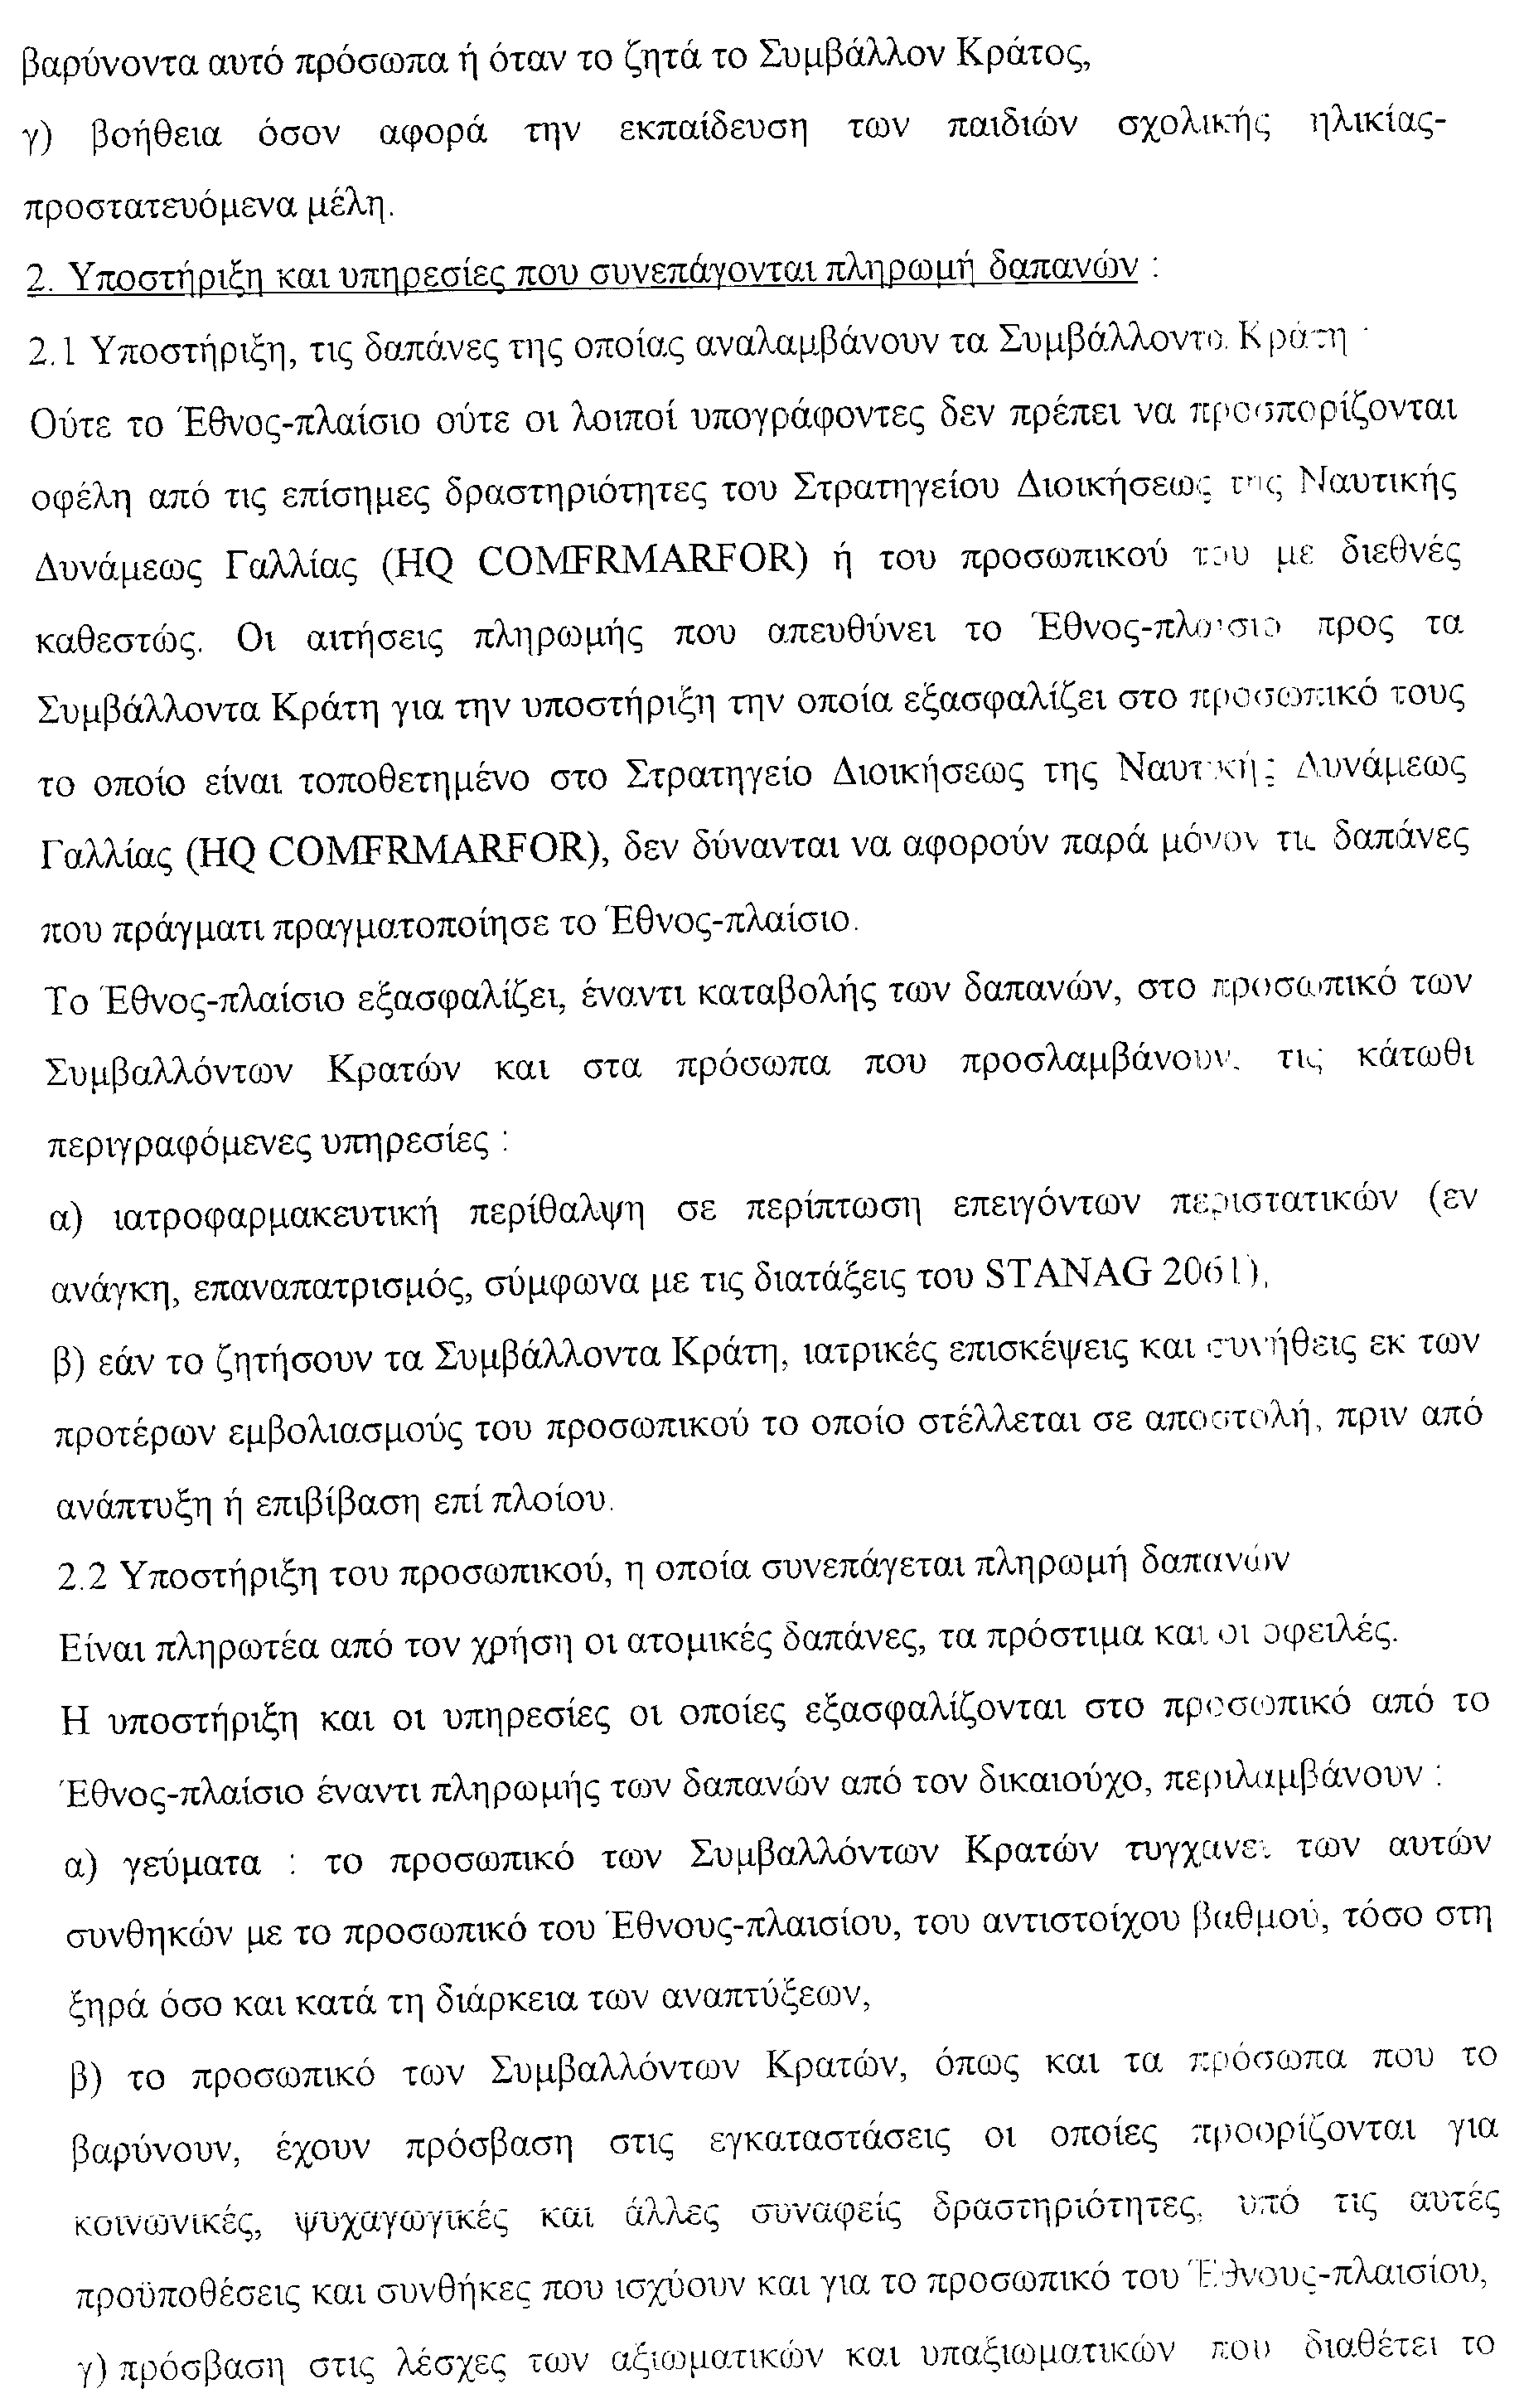 βαρύνοντα αυτό πρόσωπα ή όταν το ζητά το Συμβάλλον Κράτος,
γ) βοήθεια όσον αφορά την εκπαίδευση των παιδιών σχολικής ηλικίας-
προστατευόμενα μέλη.
2. Υποστήριξη και υπηρεσίες που συνεπάγονται πληρωμή δαπανών :
2.1 Υποστήριξη, τις δαπάνες της οποίας αναλαμβάνουν τα Συμβάλλοντα Κράτη
Ούτε το Έθνος-πλαίσιο ούτε οι λοιποί υπογράφοντες δεν πρέπει να προσπορίζονται
οφέλη από τις επίσημες δραστηριότητες του Στρατηγείου Διοικήσεως της Ναυτικής
Δυνάμεως Γαλλίας (HQ COMFRMARFOR) ή του προσωπικού του με διεθνές
καθεστώς. Οι αιτήσεις πληρωμής που απευθύνει το Έθνος-πλαίσιο προς τα
Συμβάλλοντα Κράτη για την υποστήριξη την οποία εξασφαλίζει στο προσωπικό τους
το οποίο είναι τοποθετημένο στο Στρατηγείο Διοικήσεως της Ναυτικής Δυνάμεως
Γαλλίας (HQ COMFRMARFOR), δεν δύνανται να αφορούν παρά μόνον τις δαπάνες
που πράγματι πραγματοποίησε το Έθνος-πλαίσιο.
Το Έθνος-πλαίσιο εξασφαλίζει, έναντι καταβολής των δαπανών, στο προσωπικό των
Συμβαλλόντων Κρατών και στα πρόσωπα που προσλαμβάνουν, τις κάτωθι
περιγραφόμενες υπηρεσίες :
α) ιατροφαρμακευτική περίθαλψη σε περίπτωση επειγόντων περιστατικών (εν
ανάγκη, επαναπατρισμός, σύμφωνα με τις διατάξεις του STANAG 2061),
β) εάν το ζητήσουν τα Συμβάλλοντα Κράτη, ιατρικές επισκέψεις και συνήθεις εκ των
προτέρων εμβολιασμούς του προσωπικού το οποίο στέλλεται σε αποστολή, πριν από
ανάπτυξη ή επιβίβαση επί πλοίου.
2.2 Υποστήριξη του προσωπικού, η οποία συνεπάγεται πληρωμή δαπανών
Είναι πληρωτέα από τον χρήση οι ατομικές δαπάνες, τα πρόστιμα και οι οφειλές.
Η υποστήριξη και οι υπηρεσίες οι οποίες εξασφαλίζονται στο προσωπικό από το
Έθνος-πλαίσιο έναντι πληρωμής των δαπανών από τον δικαιούχο, περιλαμβάνουν :
α) γεύματα : το προσωπικό των Συμβαλλόντων Κρατών τυγχάνει των αυτών
συνθηκών με το προσωπικό του Έθνους-πλαισίου, του αντιστοίχου βαθμού, τόσο στη
ξηρά όσο και κατά τη διάρκεια των αναπτύξεων,
β) το προσωπικό των Συμβαλλόντων Κρατών, όπως και τα πρόσωπα που το
βαρύνουν, έχουν πρόσβαση στις εγκαταστάσεις οι οποίες προορίζονται για
κοινωνικές, ψυχαγωγικές και άλλες συναφείς δραστηριότητες, υπό τις αυτές
προϋποθέσεις και συνθήκες που ισχύουν και για το προσωπικό του Έθνους-πλαισίου,
γ) πρόσβαση στις λέσχες των αξιωματικών και υπαξιωματικών που διαθέτει το